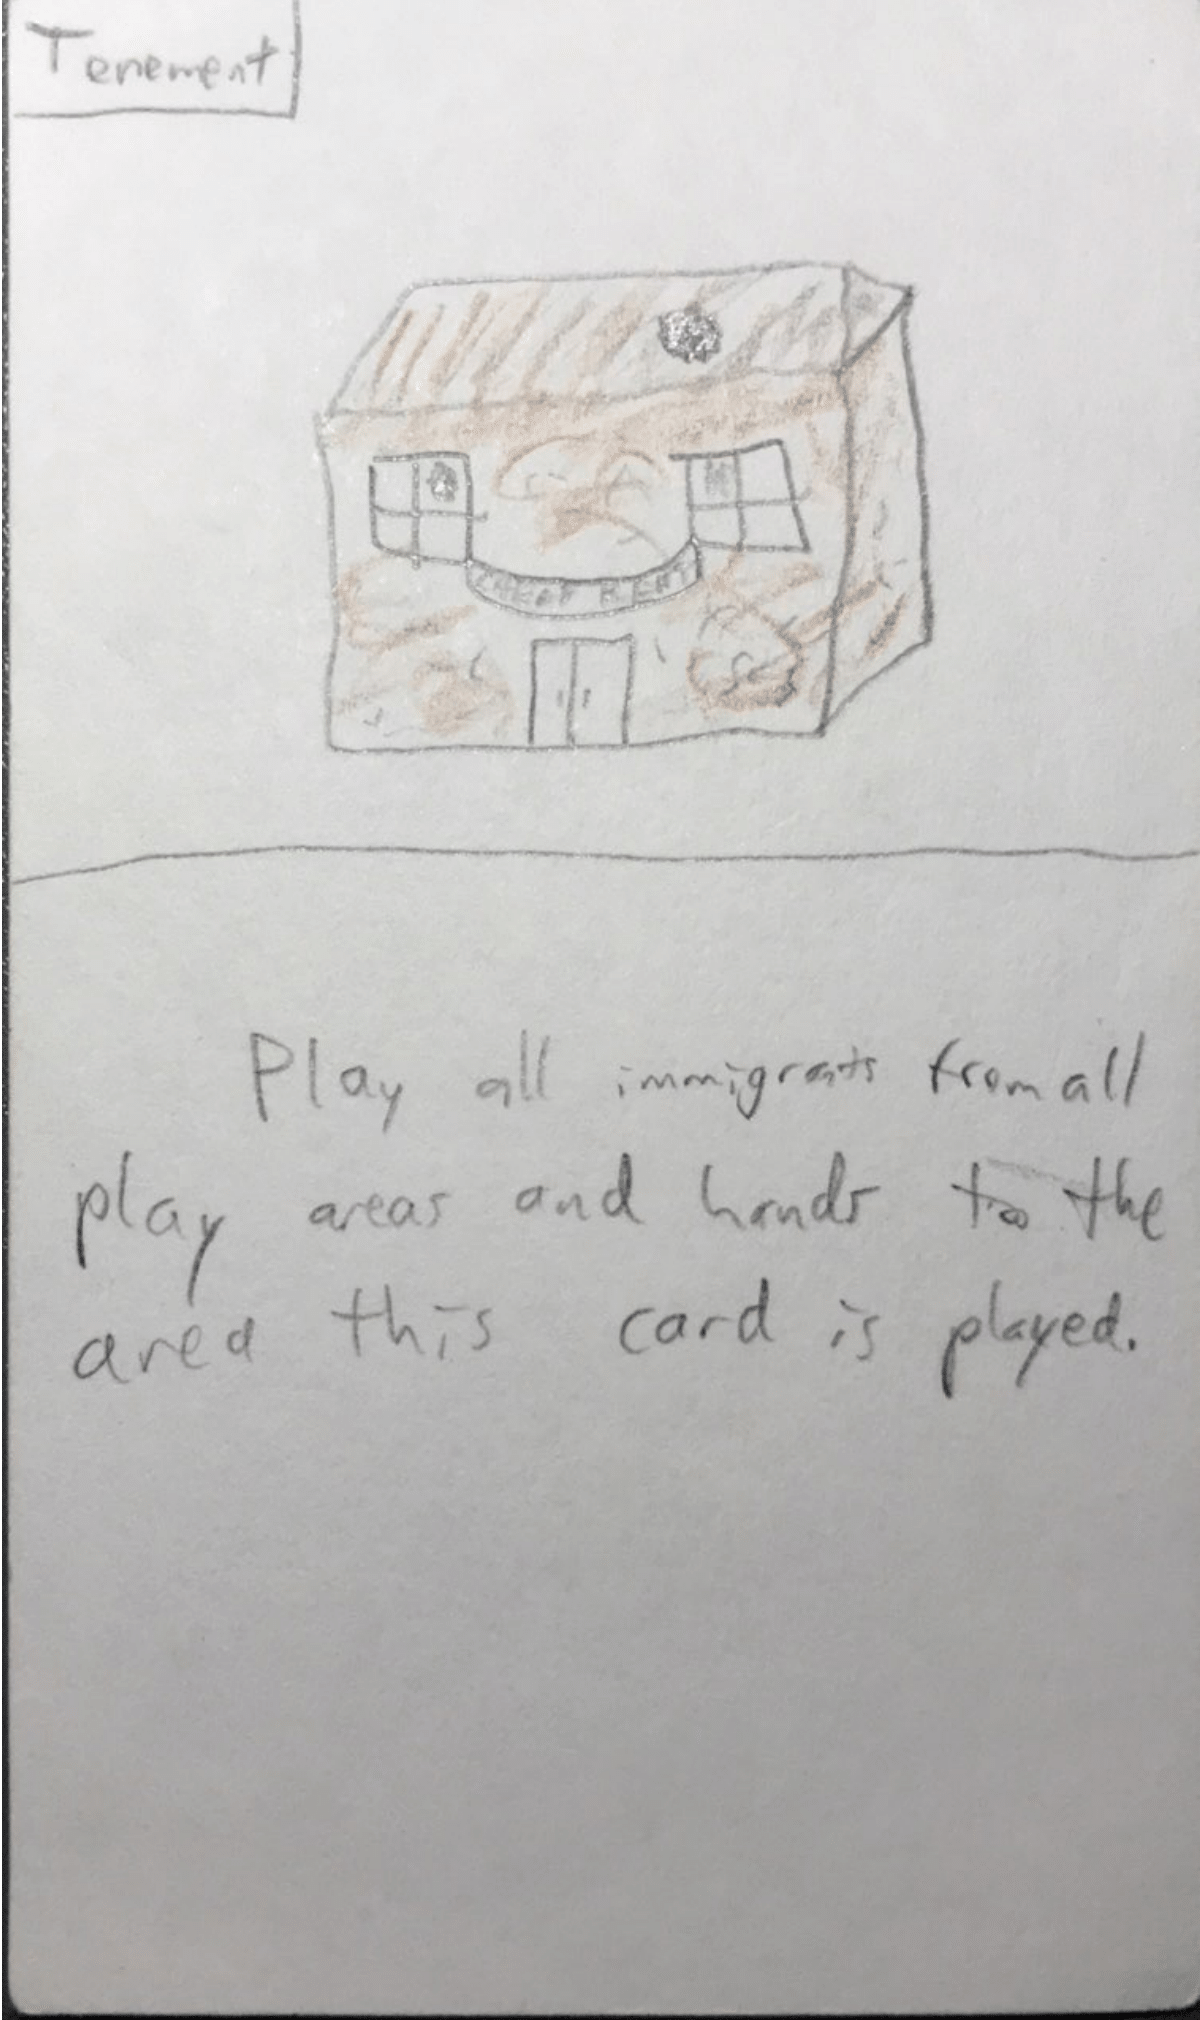 Tenement
CHEAP RENT
Play all immigrants from all
play areas and hands to the
area this card is played.